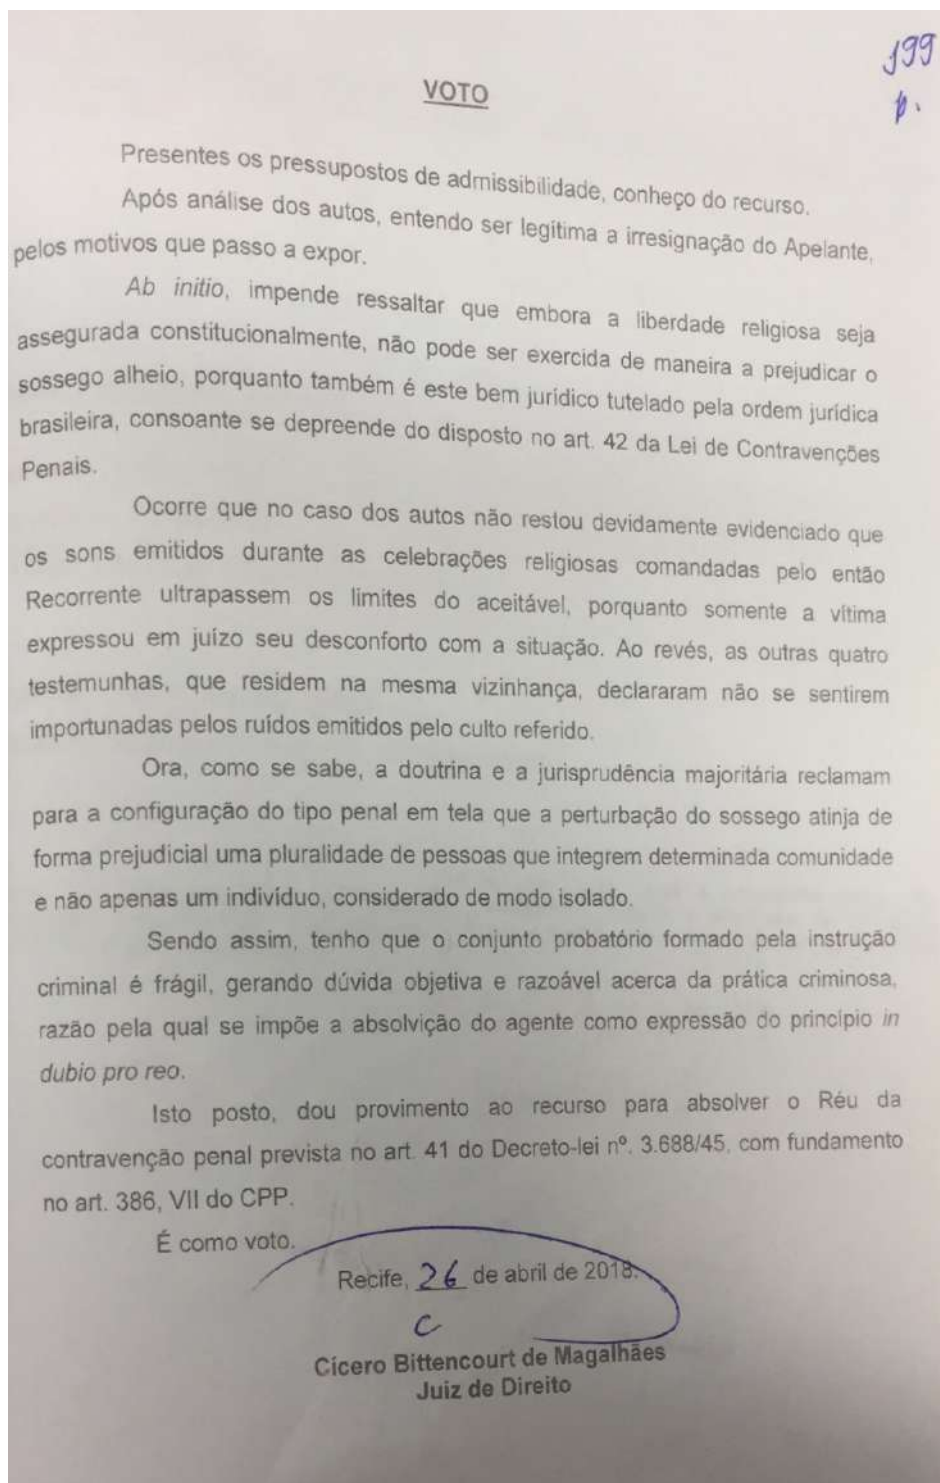 199
p.
VOTO
Presentes os pressupostos de admissibilidade, conheço do recurso.
Após análise dos autos, entendo ser legítima a irresignação do Apelante,
pelos motivos que passo a expor.
Ab initio, impende ressaltar que embora a liberdade religiosa seja
assegurada constitucionalmente, não pode ser exercida de maneira a prejudicar o
sossego alheio, porquanto também é este bem jurídico tutelado pela ordem jurídica
brasileira, consoante se depreende do disposto no art. 42 da Lei de Contravenções
Penais.
Ocorre que no caso dos autos não restou devidamente evidenciado que
os sons emitidos durante as celebrações religiosas comandadas pelo então
Recorrente ultrapassem os limites do aceitável, porquanto somente a vítima
expressou em juízo seu desconforto com a situação. Ao revés, as outras quatro
testemunhas, que residem na mesma vizinhança, declararam não se sentirem
importunadas pelos ruídos emitidos pelo culto referido.
Ora, como se sabe, a doutrina e a jurisprudência majoritária reclamam
para a configuração do tipo penal em tela que a perturbação do sossego atinja de
forma prejudicial uma pluralidade de pessoas que integrem determinada comunidade
e não apenas um indivíduo, considerado de modo isolado.
Sendo assim, tenho que o conjunto probatório formado pela instrução
criminal é frágil, gerando dúvida objetiva e razoável acerca da prática criminosa,
razão pela qual se impõe a absolvição do agente como expressão do princípio in
dubio pro reo.
Isto posto, dou provimento ao recurso para absolver o Réu da
contravenção penal prevista no art. 41 do Decreto-lei nº. 3.688/45, com fundamento
no art. 386, VII do CPP.
É como voto.
Recife, 26 de abril de 2018.
Cícero Bittencourt de Magalhães
Juiz de Direito